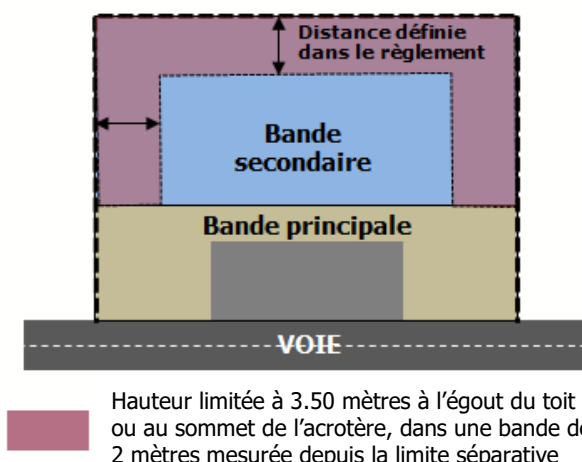 Distance définie
dans le règlement
Bande
secondaire
Bande principale
VOIE
Hauteur limitée à 3.50 mètres à l'égout du toit
ou au sommet de l'acrotère, dans une bande de
2 mètres mesurée depuis la limite séparative